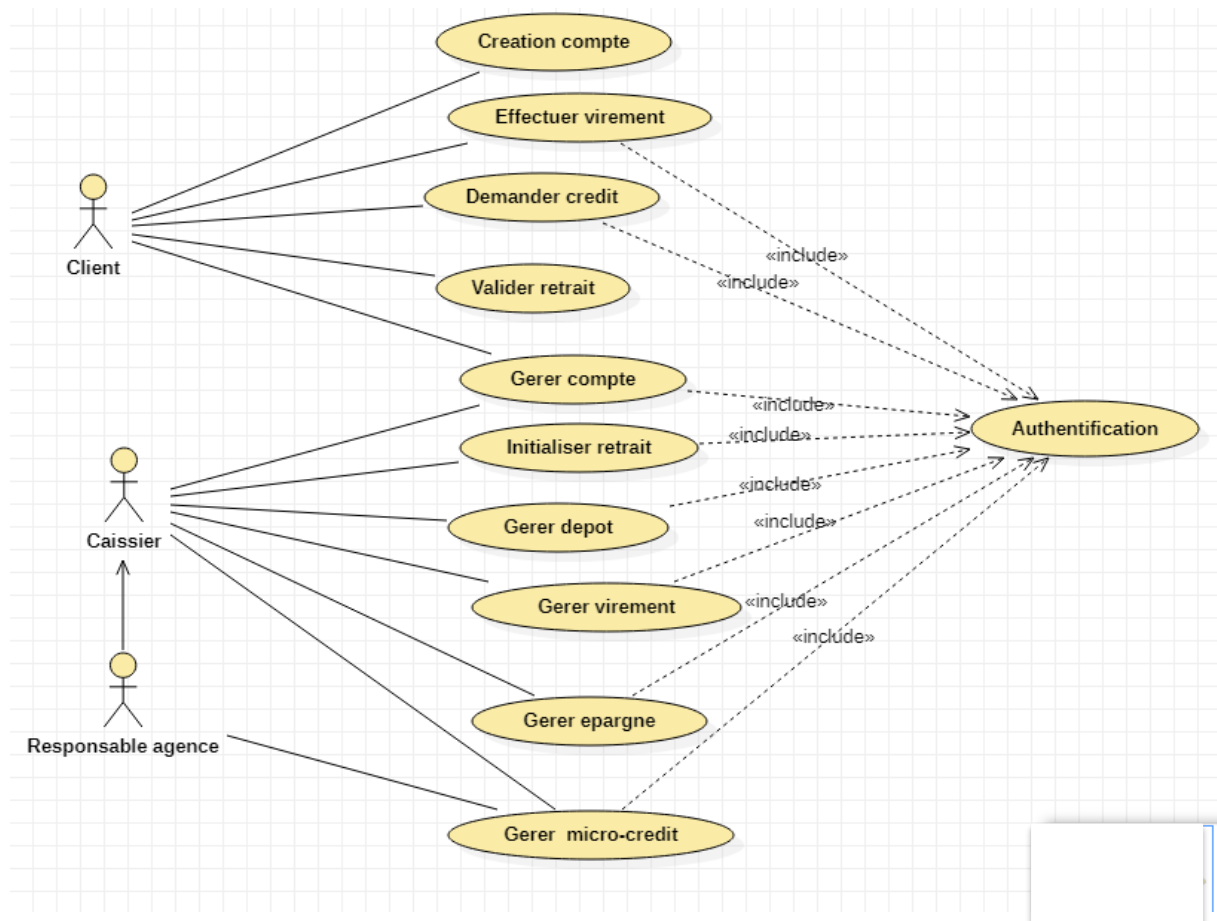 Creation compte
Effectuer virement
Demander credit
«include»
«include»
Client
Valider retrait
Gerer compte
«include»
Authentification
«include»
Initialiser retrait
«include»
Gerer depot
«include»
Caissier
«include»
Gerer virement
«include»
Gerer epargne
Responsable agence
Gerer micro-credit